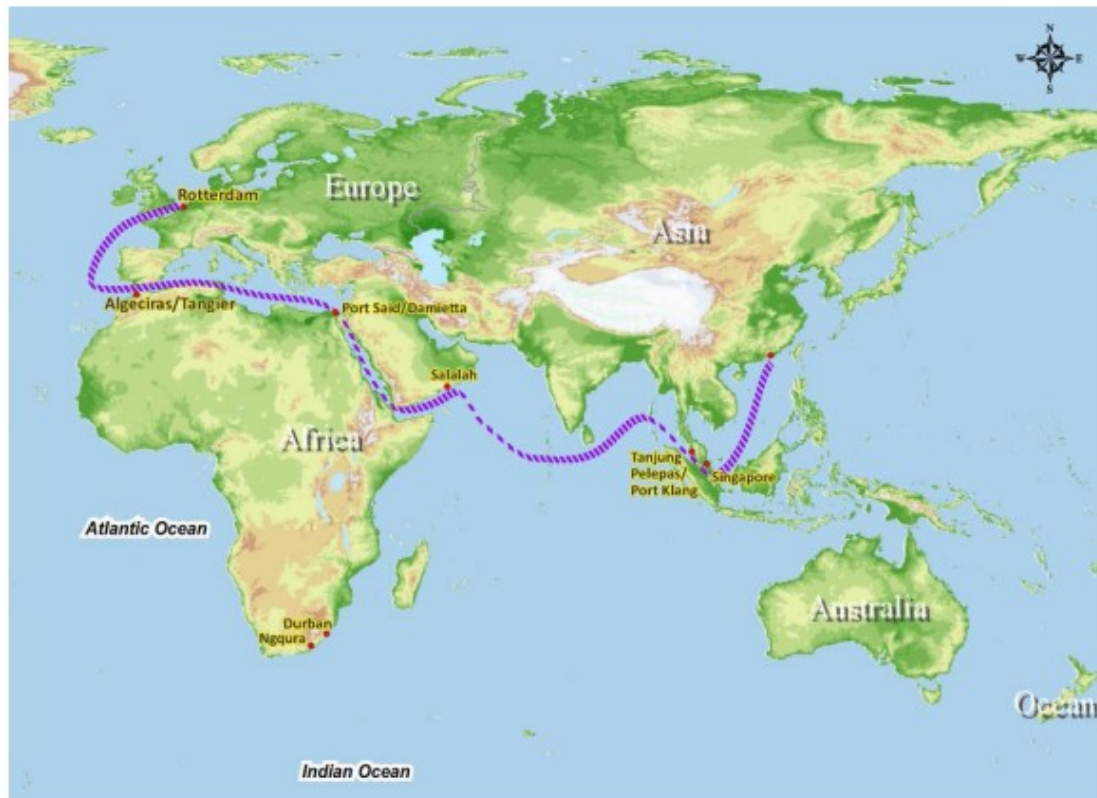 N
W E
S
Rotterdam
Europe
Asia
Algeciras/Tangier
Port Said/Damietta
Salalah
Africa
Tanjung
Pelepas/
Port Klang
Singapore
Atlantic Ocean
Australia
Durban
Ngqura
Ocean
Indian Ocean